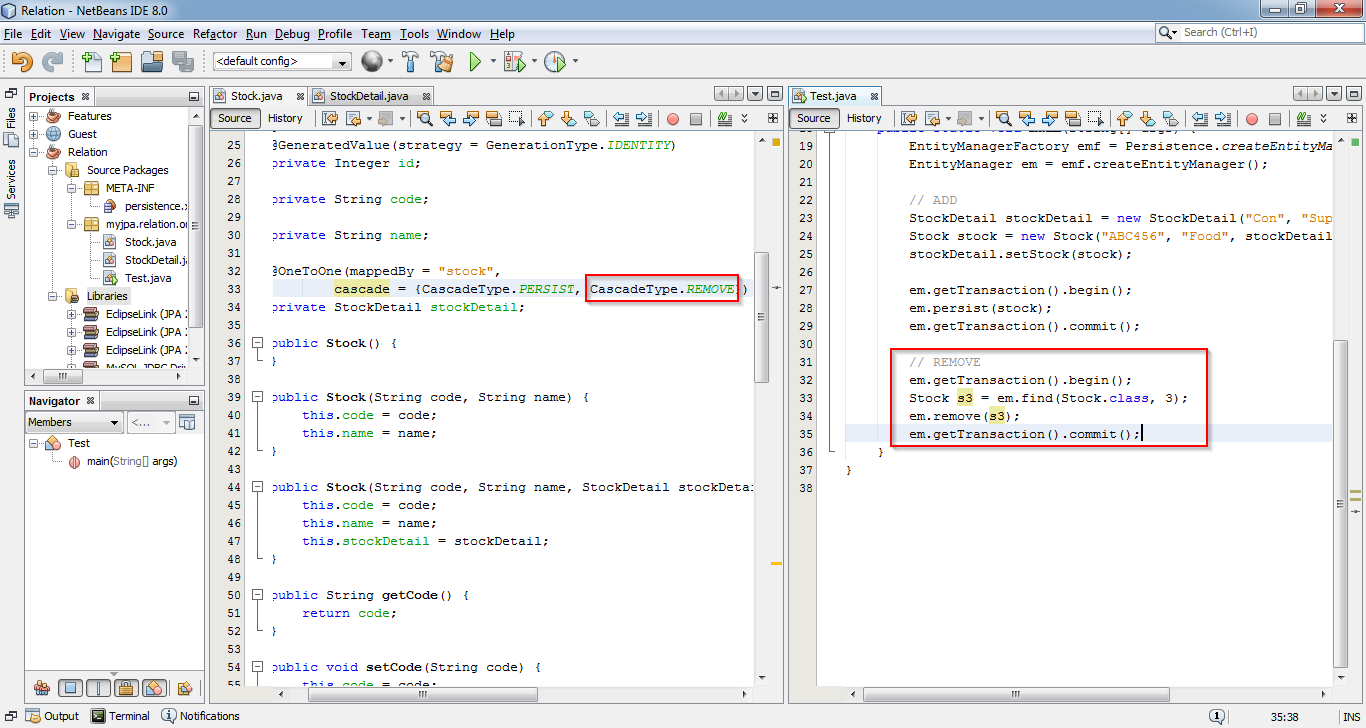 Relation - NetBeans IDE 8.0
File Edit View Navigate Source Refactor Run Debug Profile Team Tools Window Help
Search (Ctrl+I)
<default config>
Files
Services
Projects
Features
Guest
Relation
Source Packages
META-INF
persistence.x
myjpa.relation.or
Stock.java
StockDetail.ja
Test.java
Libraries
EclipseLink (JPA 2
EclipseLink (JPA 2
EclipseLink (JPA 2
MySQL JDBC Driv
Navigator
Members
<...
Test
main(String[] args)
Stock.java
StockDetail.java
Source History
25 @GeneratedValue(strategy = GenerationType.IDENTITY)
26 private Integer id;
27
28 private String code;
29
30 private String name;
31
32 @OneToOne(mappedBy = "stock",
33 cascade = {CascadeType.PERSIST, CascadeType.REMOVE})
34 private StockDetail stockDetail;
35
36 public Stock() {
37 }
38
39 public Stock(String code, String name) {
40 this.code = code;
41 this.name = name;
42 }
43
44 public Stock(String code, String name, StockDetail stockDetai
45 this.code = code;
46 this.name = name;
47 this.stockDetail = stockDetail;
48 }
49
50 public String getCode() {
51 return code;
52 }
53
54 public void setCode(String code) {
55 this.code = code;
Test.java
Source History
public static void main(String[] args) {
19 EntityManagerFactory emf = Persistence.createEntityMa
20 EntityManager em = emf.createEntityManager();
21
22 // ADD
23 StockDetail stockDetail = new StockDetail("Con", "Sup
24 Stock stock = new Stock("ABC456", "Food", stockDetail
25 stockDetail.setStock(stock);
26
27 em.getTransaction().begin();
28 em.persist(stock);
29 em.getTransaction().commit();
30
31 // REMOVE
32 em.getTransaction().begin();
33 Stock s3 = em.find(Stock.class, 3);
34 em.remove(s3);
35 em.getTransaction().commit();
36 }
37 }
38
Output Terminal Notifications
1
35:38
INS